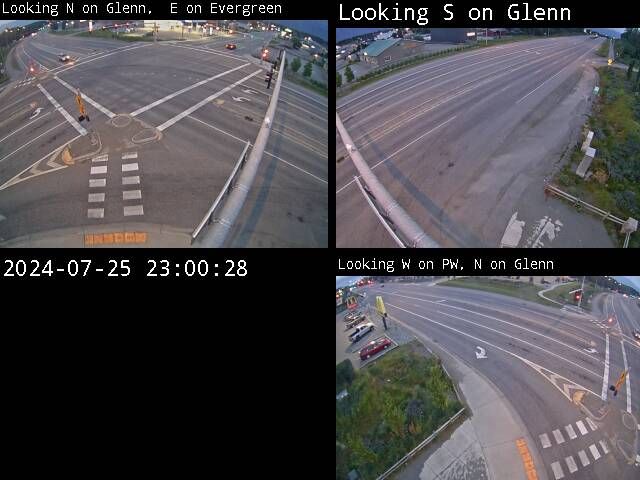 Looking N on Glenn, E on Evergreen
Looking S on Glenn
2024-07-25 23:00:28
Looking W on PW, N on Glenn